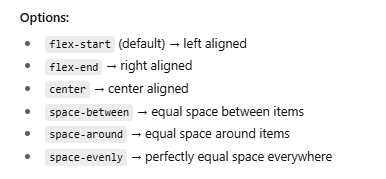 Options:
• flex-start (default) → left aligned
• flex-end → right aligned
• center → center aligned
• space-between → equal space between items
• space-around → equal space around items
• space-evenly → perfectly equal space everywhere